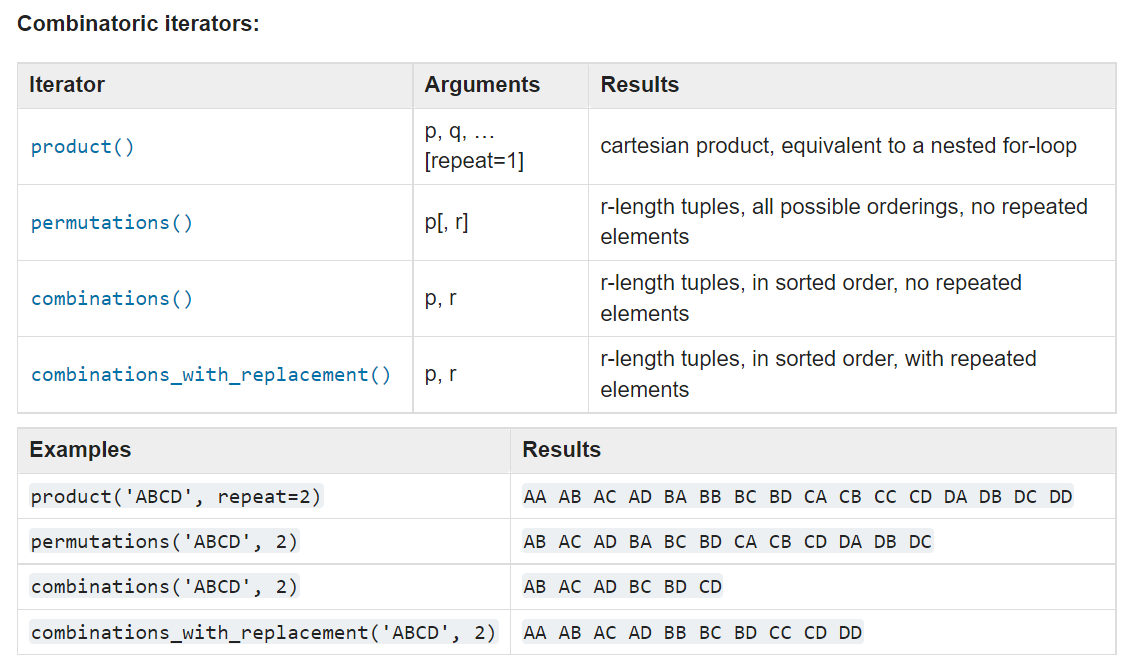 Combinatoric iterators:
Iterator Arguments Results
product() p, q, … [repeat=1] cartesian product, equivalent to a nested for-loop
permutations() p[, r] r-length tuples, all possible orderings, no repeated elements
combinations() p, r r-length tuples, in sorted order, no repeated elements
combinations_with_replacement() p, r r-length tuples, in sorted order, with repeated elements
Examples Results
product('ABCD', repeat=2) AA AB AC AD BA BB BC BD CA CB CC CD DA DB DC DD
permutations('ABCD', 2) AB AC AD BA BC BD CA CB CD DA DB DC
combinations('ABCD', 2) AB AC AD BC BD CD
combinations_with_replacement('ABCD', 2) AA AB AC AD BB BC BD CC CD DD